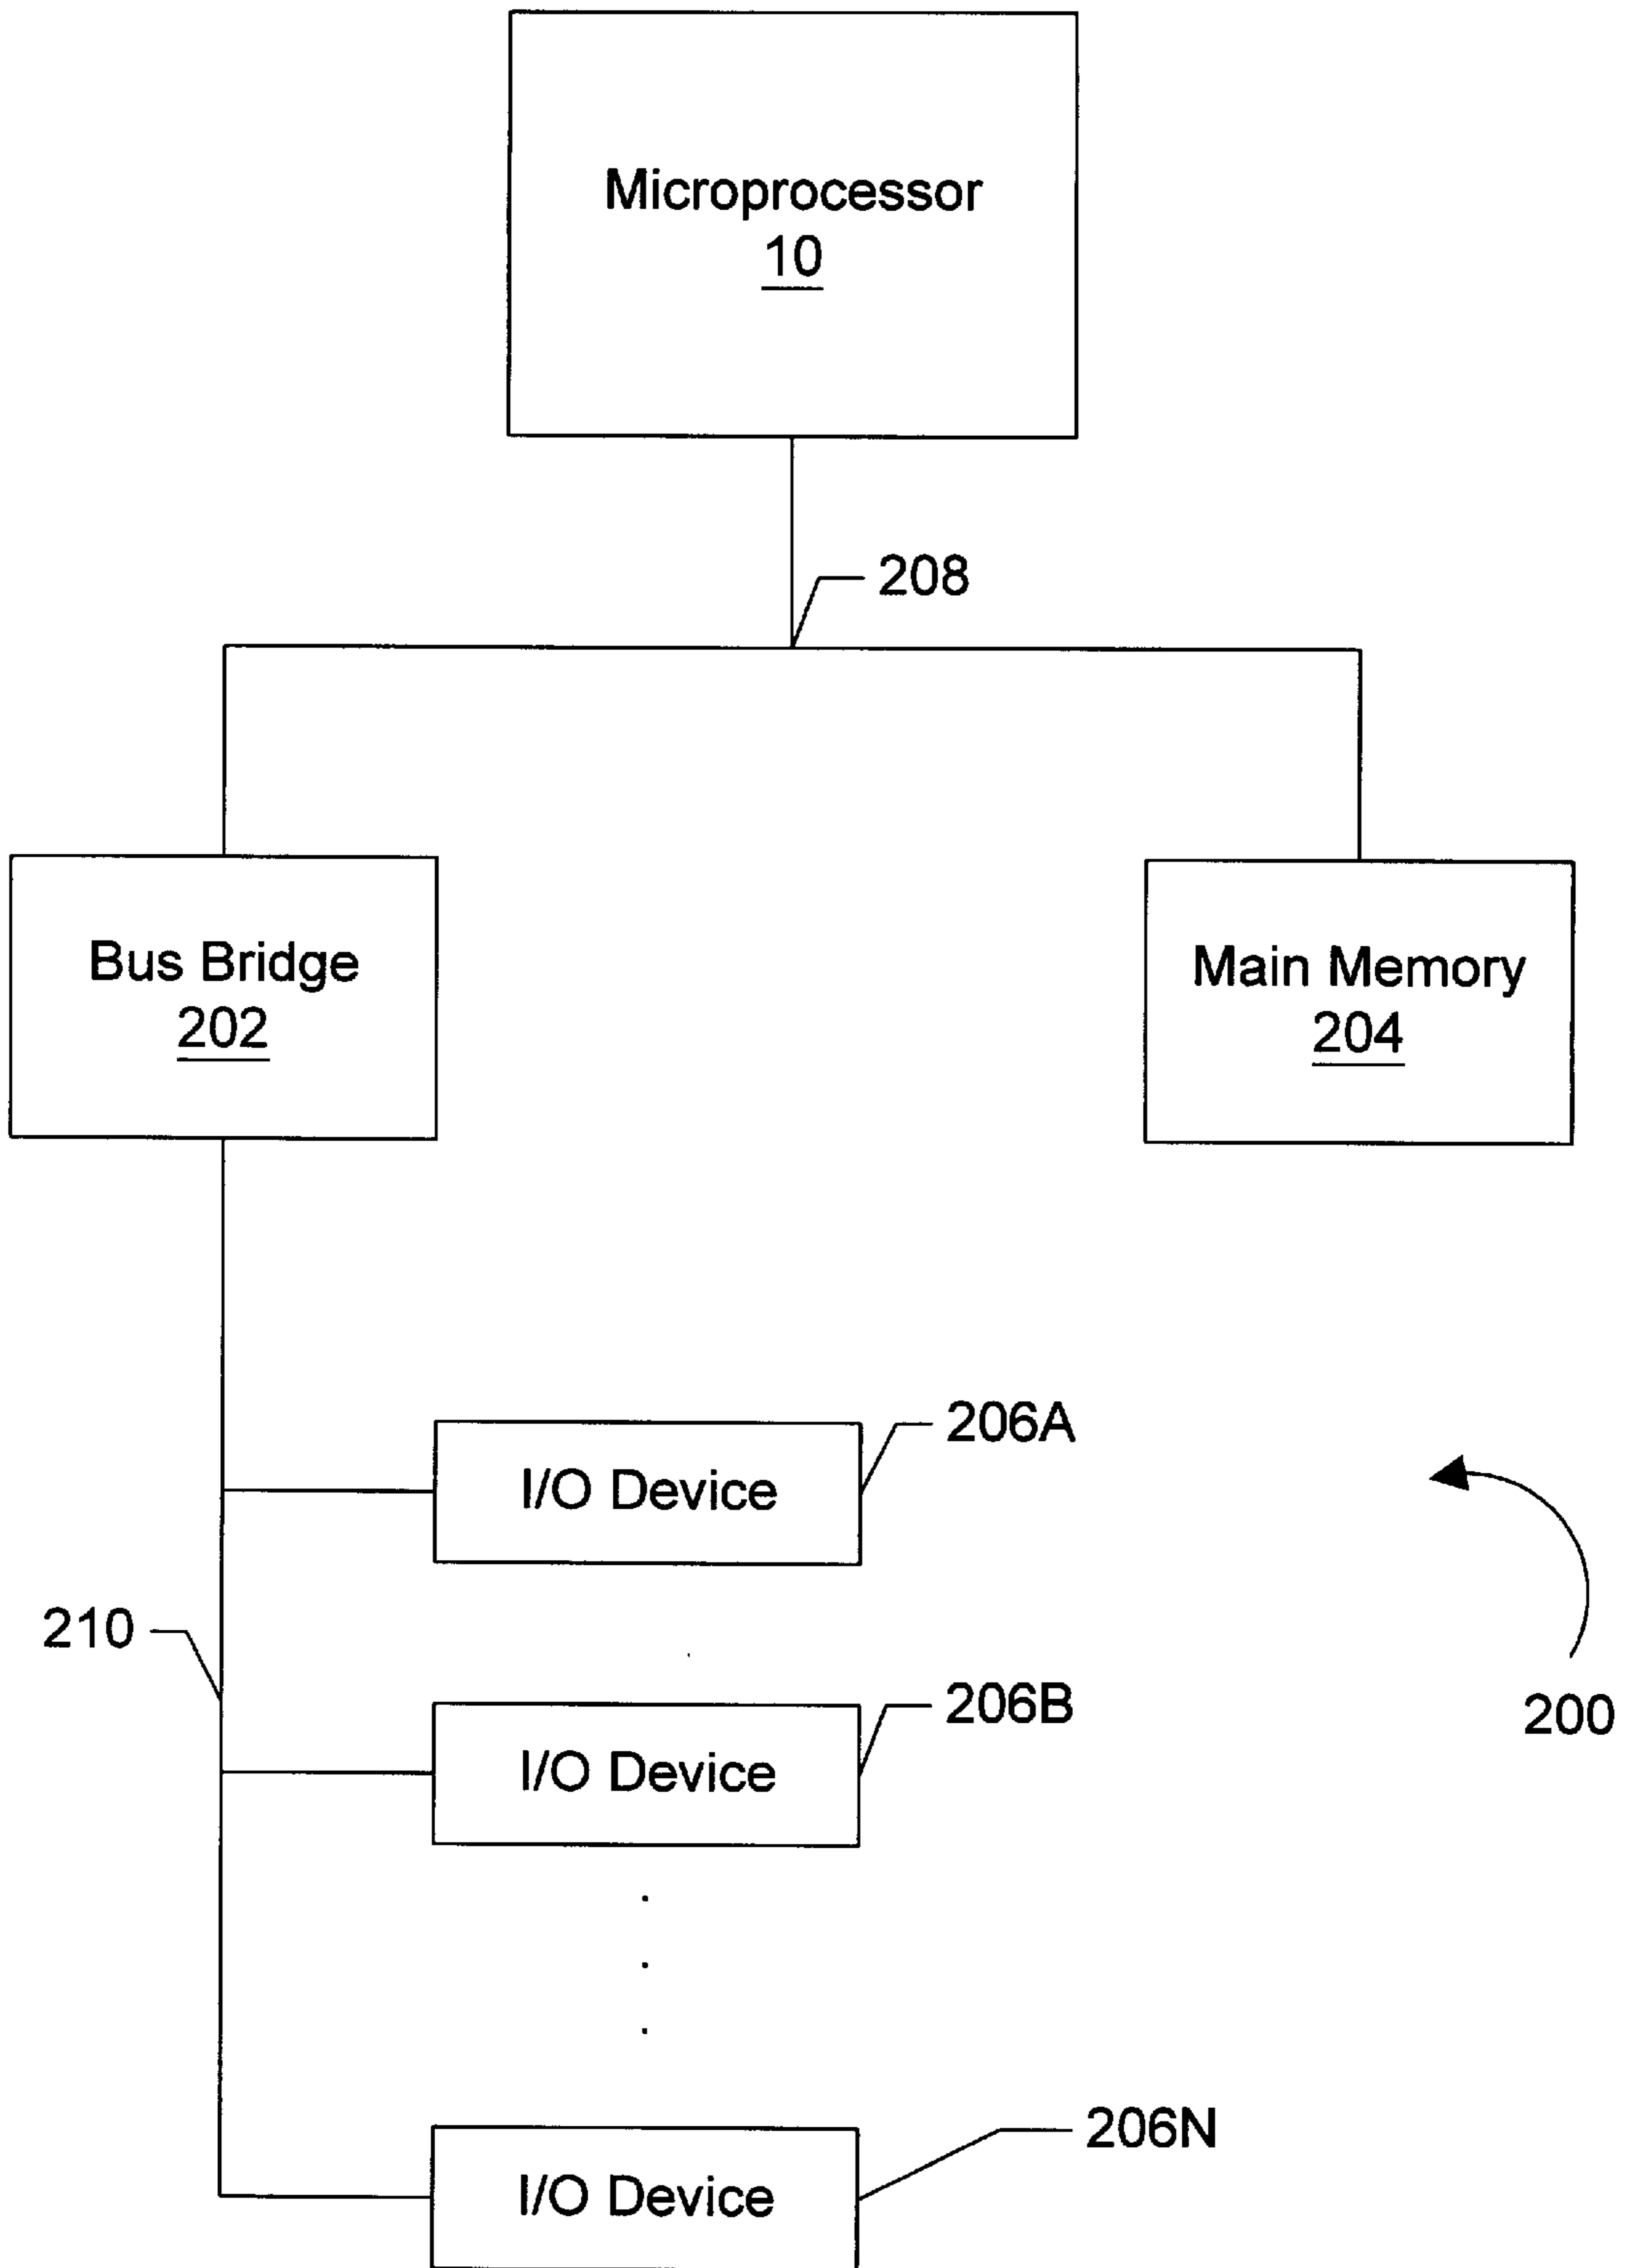 Microprocessor
10
208
Bus Bridge
202
Main Memory
204
206A
I/O Device
210
206B
I/O Device
200
206N
I/O Device